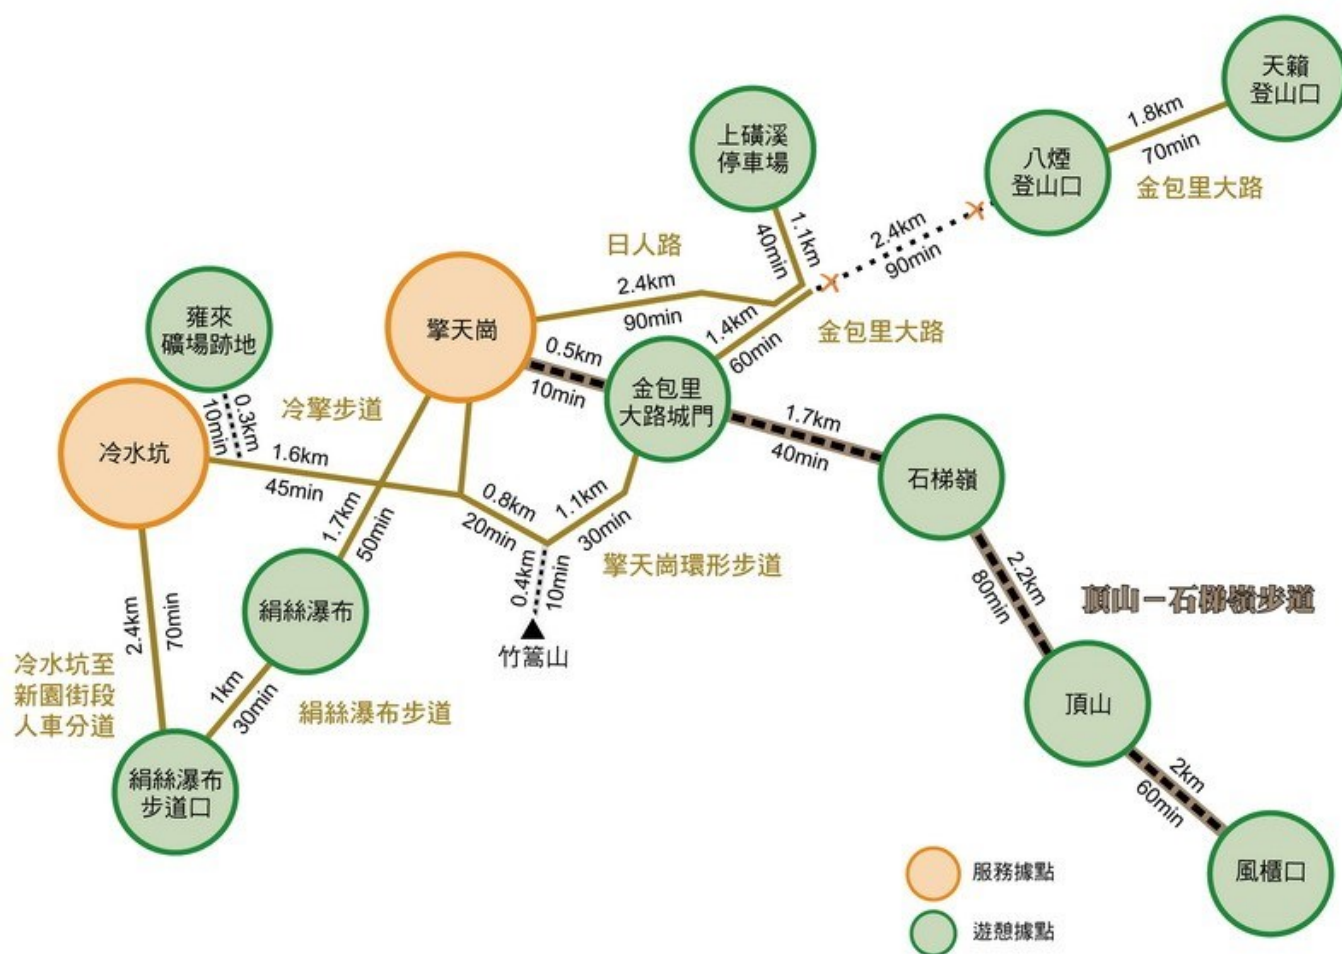 天籟
登山口
1.8km
70min
金包里大路
八煙
登山口
上磺溪
停車場
1.1km
40min
2.4km
90min
日人路
2.4km
90min
擎天崗
雍來
礦場跡地
0.3km
10min
冷擎步道
冷水坑
1.6km
45min
0.5km
10min
1.4km
60min
金包里大路
金包里
大路城門
1.7km
40min
石梯嶺
1.7km
50min
0.8km
20min
1.1km
30min
擎天崗環形步道
0.4km
10min
竹篙山
2.2km
80min
頂山－石梯嶺步道
絹絲瀑布
2.4km
70min
冷水坑至
新園街段
人車分道
1km
30min
絹絲瀑布步道
絹絲瀑布
步道口
頂山
2km
60min
風櫃口
服務據點
遊憩據點